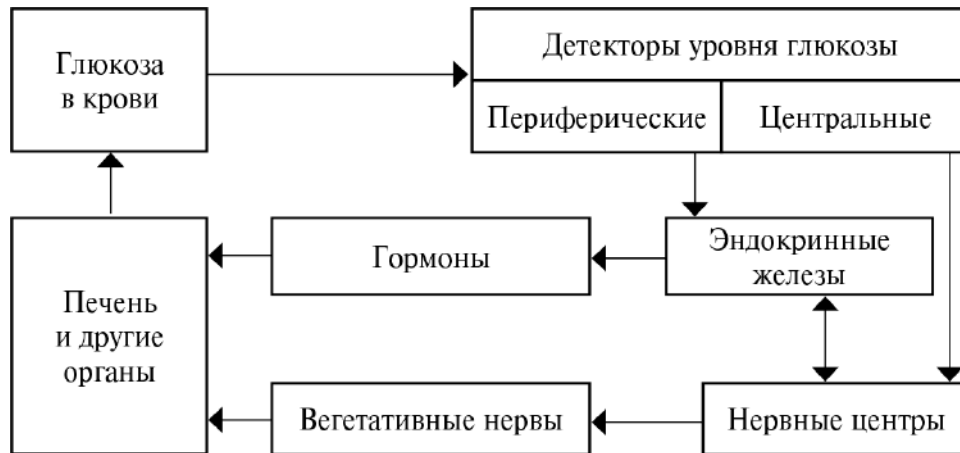 Глюкоза
в крови
Детекторы уровня глюкозы
Периферические
Центральные
Печень
и другие
органы
Гормоны
Эндокринные
железы
Вегетативные нервы
Нервные центры